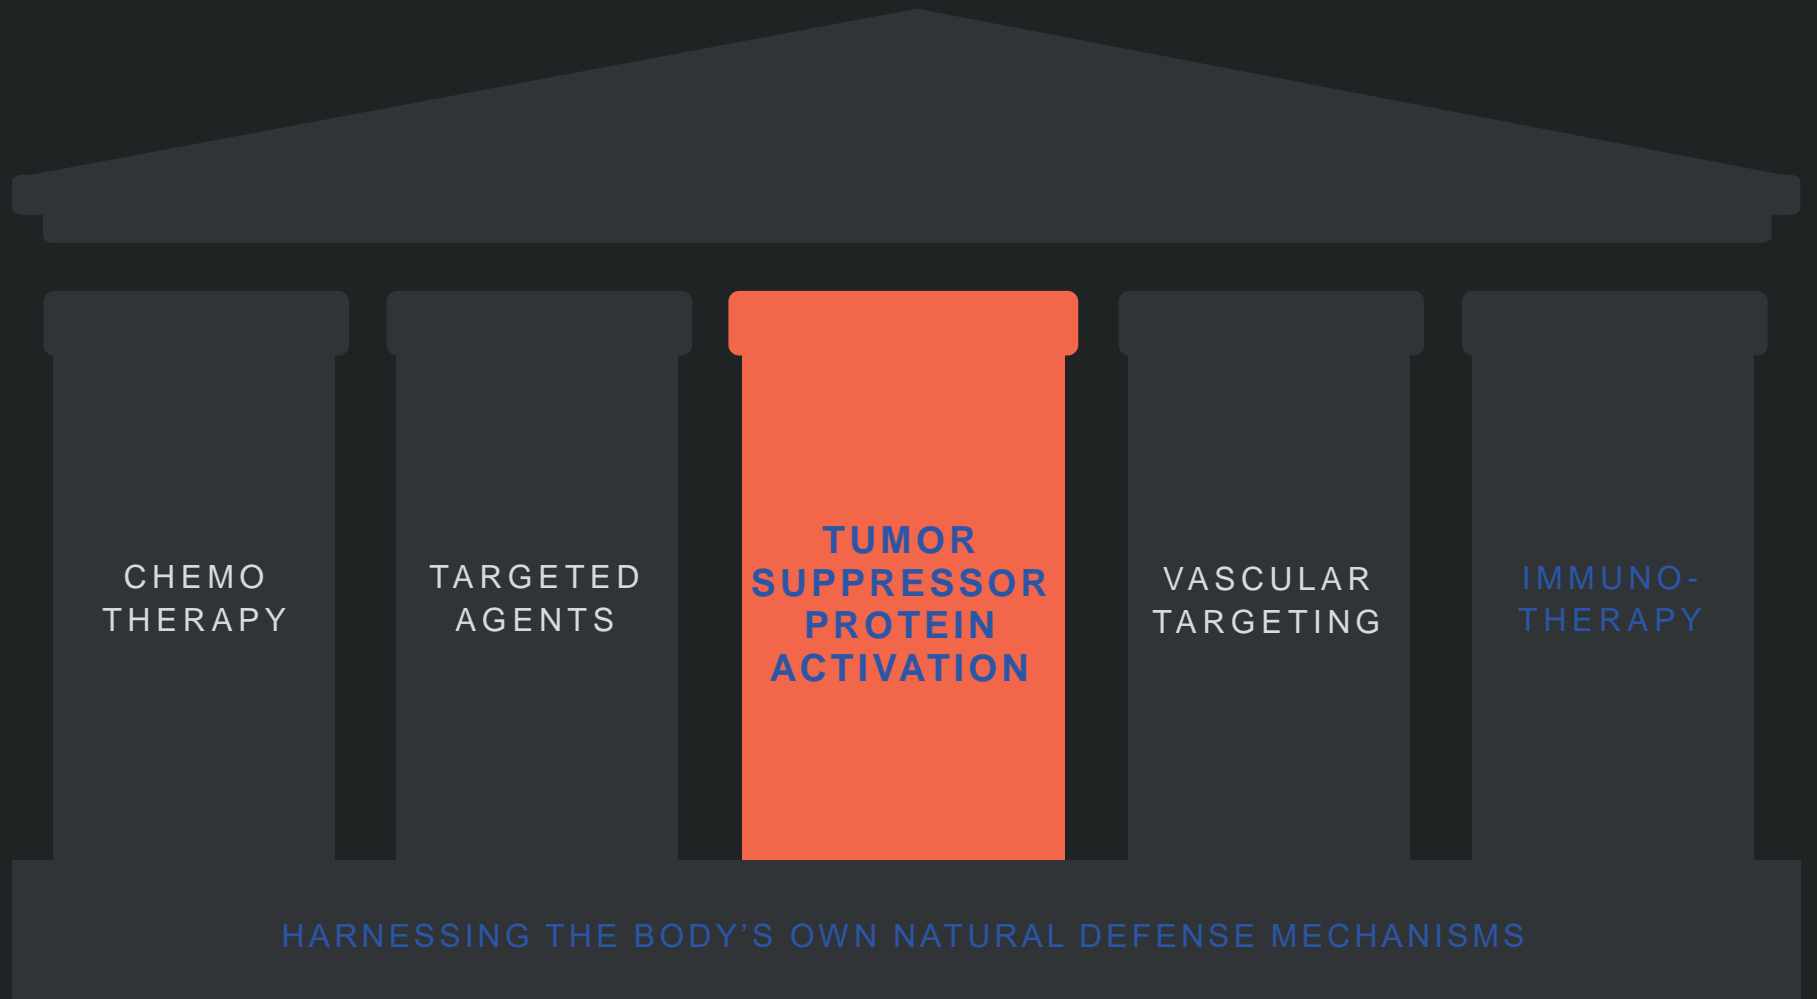 CHEMO
THERAPY
TARGETED
AGENTS
TUMOR
SUPPRESSOR
PROTEIN
ACTIVATION
VASCULAR
TARGETING
IMMUNO-
THERAPY
HARNESSING THE BODY’S OWN NATURAL DEFENSE MECHANISMS